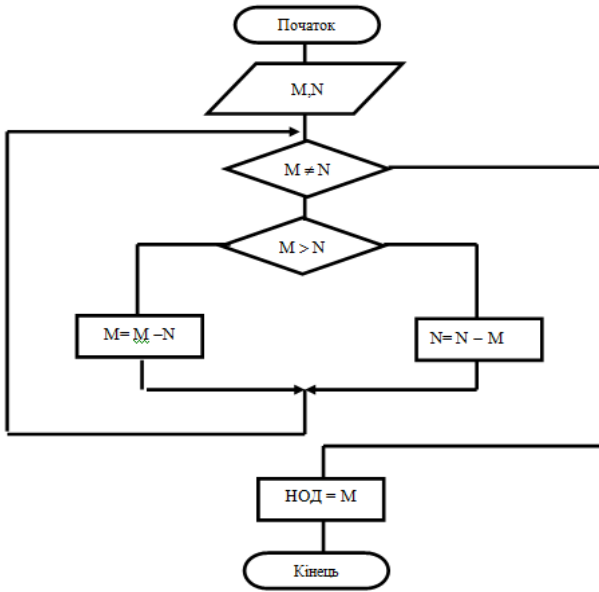 Початок
M,N
M ≠ N
M > N
M= M –N
N= N – M
НОД = M
Кінець